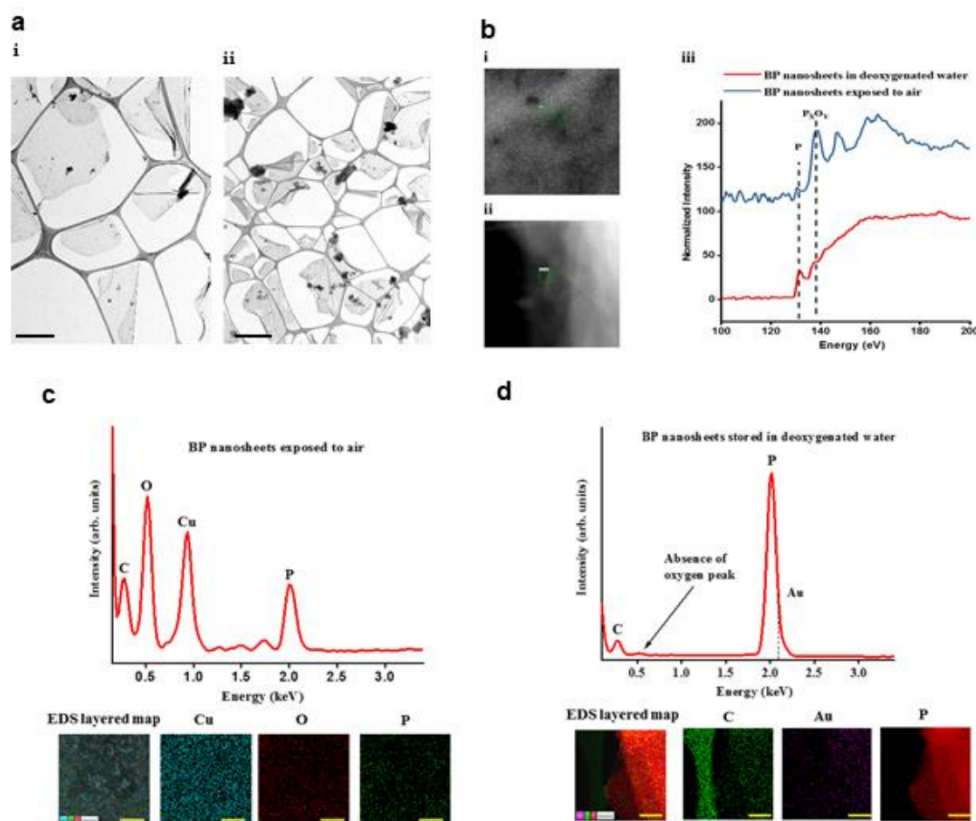 a
i
ii
b
i
ii
iii
BP nanosheets in deoxygenated water
BP nanosheets exposed to air
PXOY
P
Normalized Intensity
200
150
100
50
0
100 120 140 160 180 200
Energy (eV)
c
BP nanosheets exposed to air
Intensity (arb. units)
C
O
Cu
P
0.5 1.0 1.5 2.0 2.5 3.0
Energy (keV)
EDS layered map Cu O P
d
BP nanosheets stored in deoxygenated water
Intensity (arb. units)
P
Absence of
oxygen peak
Au
C
0.5 1.0 1.5 2.0 2.5 3.0
Energy (keV)
EDS layered map C Au P